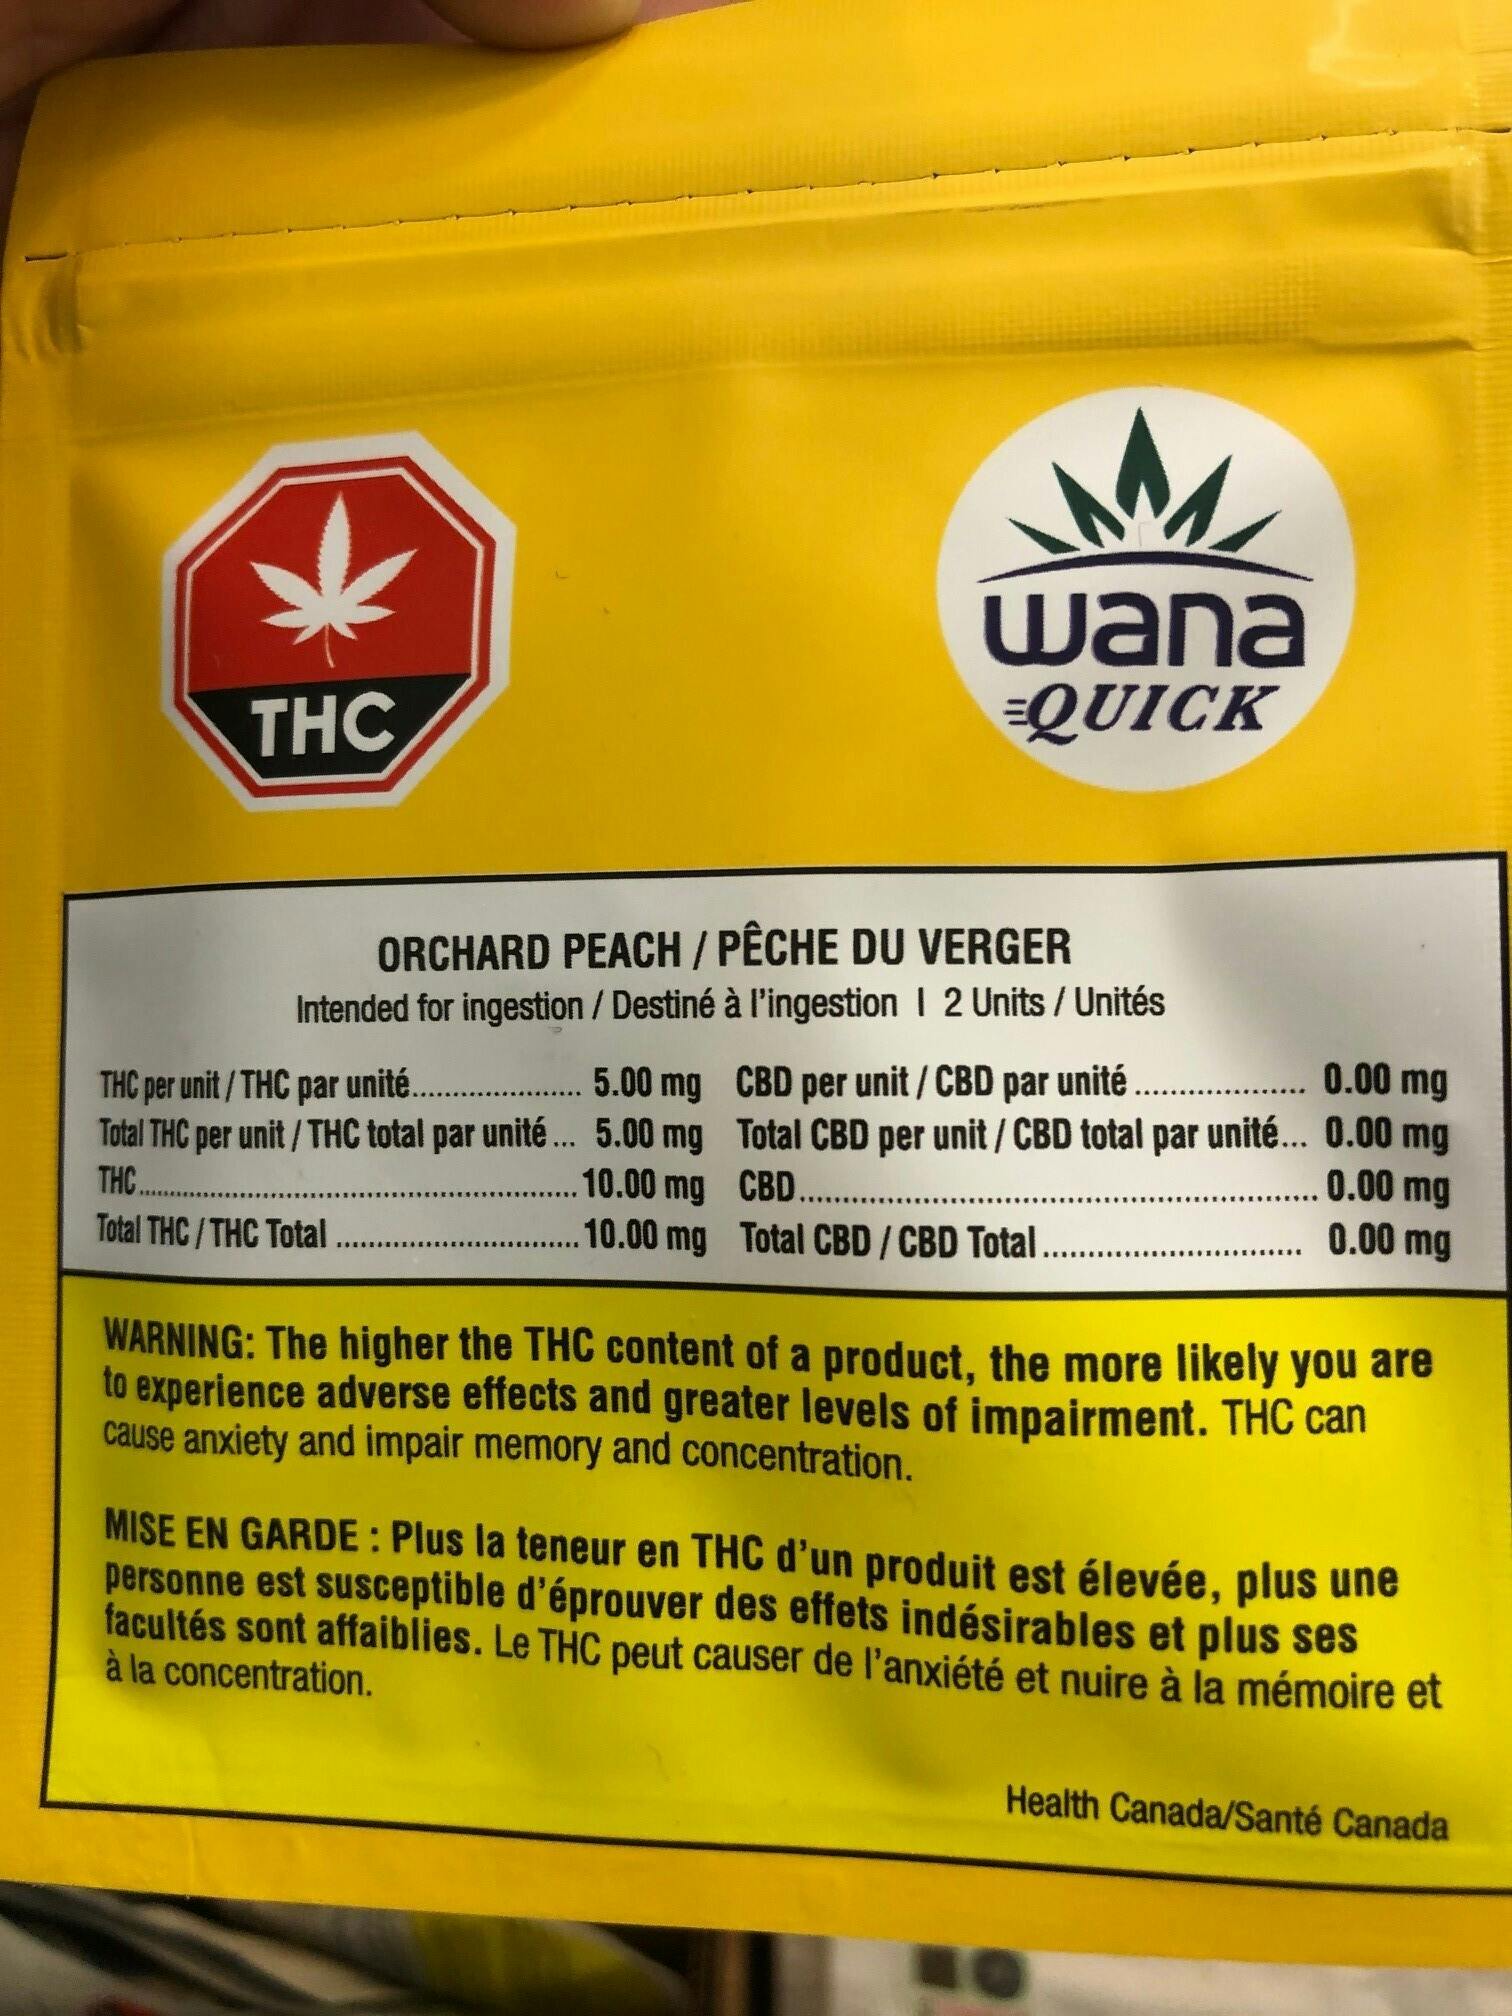 THC
wana
QUICK
ORCHARD PEACH / PÊCHE DU VERGER
Intended for ingestion / Destiné à l'ingestion | 2 Units / Unités
THC per unit / THC par unité.................... 5.00 mg CBD per unit / CBD par unité .................. 0.00 mg
Total THC per unit / THC total par unité ... 5.00 mg Total CBD per unit / CBD total par unité... 0.00 mg
THC..................................................... 10.00 mg CBD....................................................... 0.00 mg
Total THC / THC Total ............................. 10.00 mg Total CBD / CBD Total............................. 0.00 mg
WARNING: The higher the THC content of a product, the more likely you are
to experience adverse effects and greater levels of impairment. THC can
cause anxiety and impair memory and concentration.
MISE EN GARDE : Plus la teneur en THC d'un produit est élevée, plus une
personne est susceptible d'éprouver des effets indésirables et plus ses
facultés sont affaiblies. Le THC peut causer de l'anxiété et nuire à la mémoire et
à la concentration.
Health Canada/Santé Canada